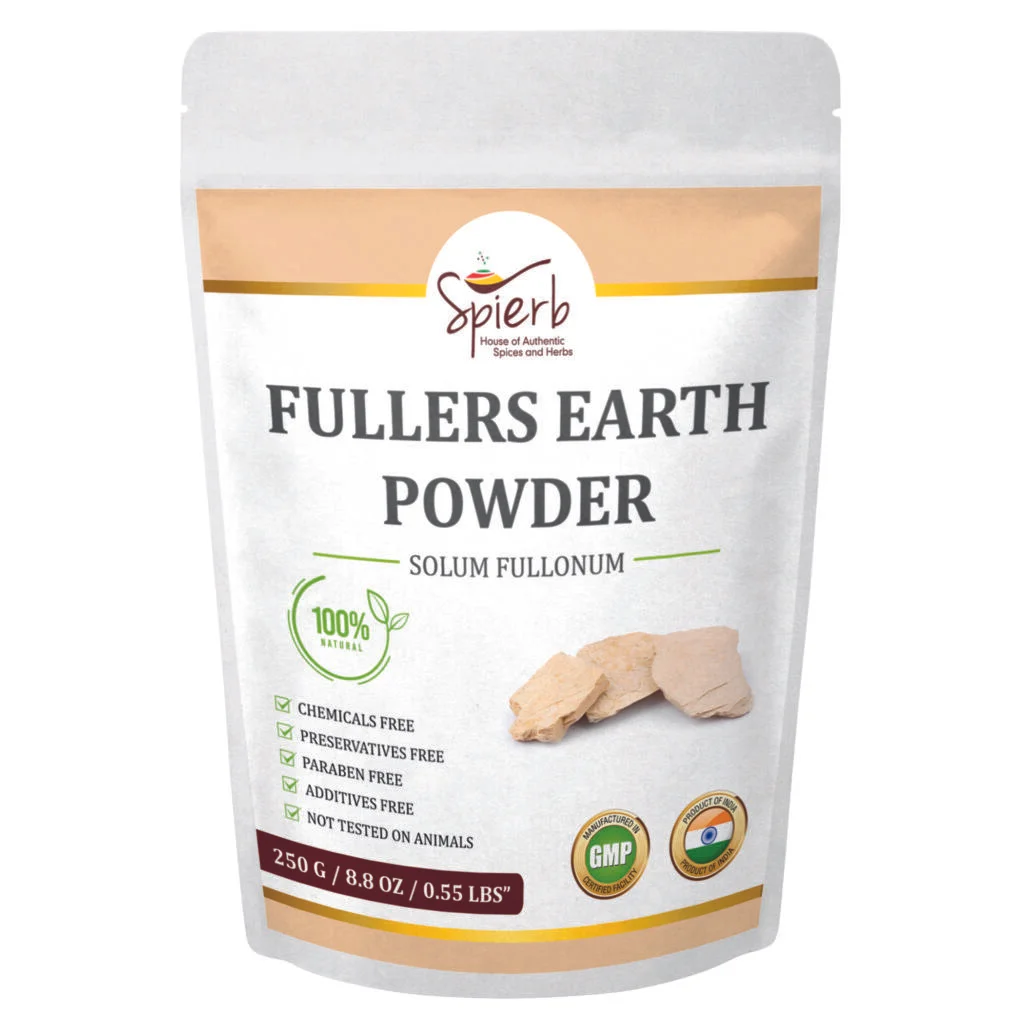 Spierb
House of Authentic
Spices and Herbs
FULLERS EARTH
POWDER
SOLUM FULLONUM
100%
NATURAL
CHEMICALS FREE
PRESERVATIVES FREE
PARABEN FREE
ADDITIVES FREE
NOT TESTED ON ANIMALS
MANUFACTURED IN
GMP
CERTIFIED FACILITY
PRODUCT OF INDIA
PRODUCT OF INDIA
250 G / 8.8 OZ / 0.55 LBS”